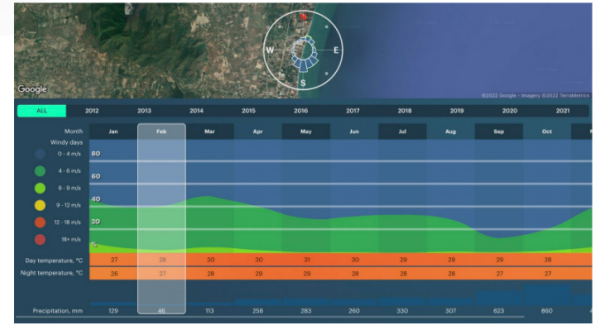 W E
S
Google
©2022 Google - Imagery ©2022 TerraMetrics
ALL 2012 2013 2014 2015 2016 2017 2018 2019 2020 2021
Month Jan Feb Mar Apr May Jun Jul Aug Sep Oct
Windy days
0 - 4 m/s 80
4 - 6 m/s 60
6 - 9 m/s 40
9 - 12 m/s
12 - 18 m/s 20
18+ m/s
Day temperature, °C 27 28 30 30 31 30 29 29 29 28
Night temperature, °C 26 27 28 29 29 28 28 28 27 27
Precipitation, mm 129 46 113 256 283 260 330 307 623 860